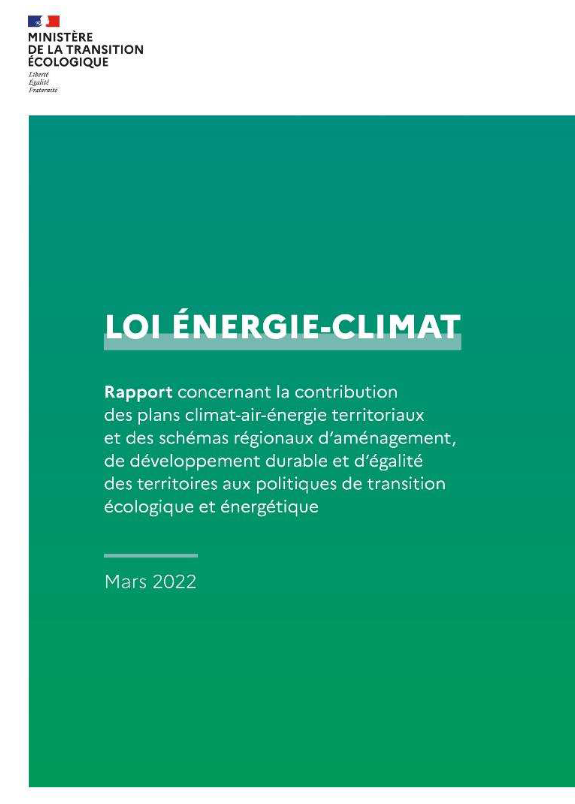 MINISTÈRE
DE LA TRANSITION
ÉCOLOGIQUE
Liberté
Égalité
Fraternité
LOI ÉNERGIE-CLIMAT
Rapport concernant la contribution
des plans climat-air-énergie territoriaux
et des schémas régionaux d’aménagement,
de développement durable et d’égalité
des territoires aux politiques de transition
écologique et énergétique
Mars 2022